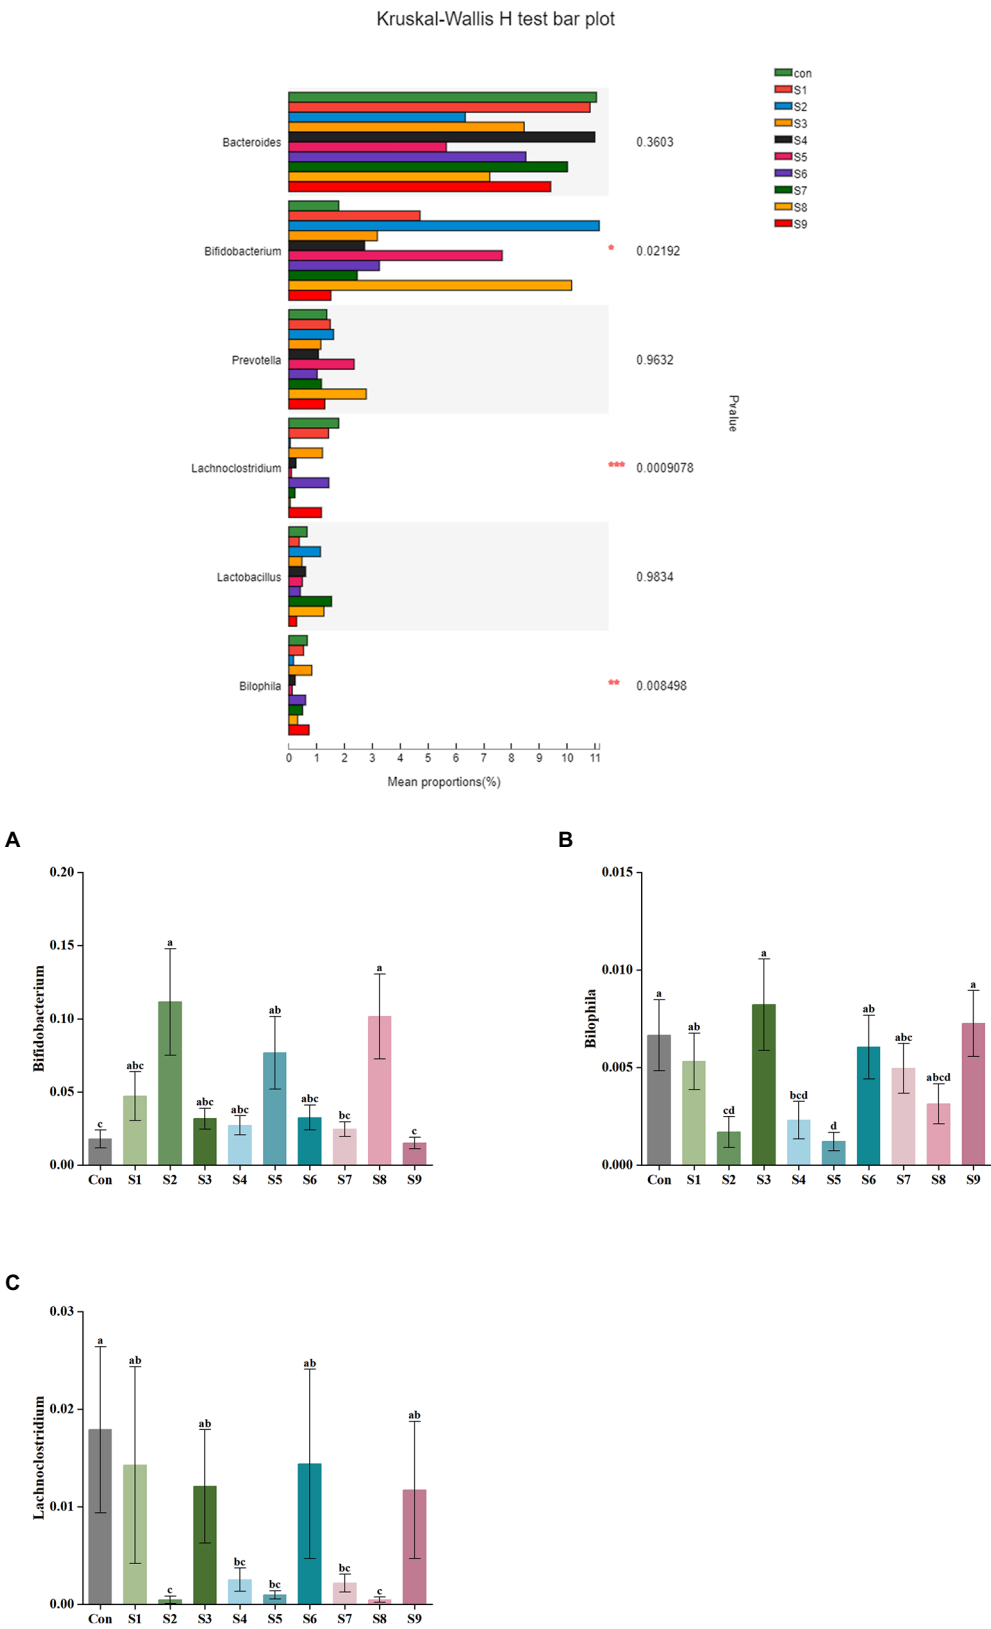 Kruskal-Wallis H test bar plot
con
S1
S2
S3
S4
S5
S6
S7
S8
S9
Bacteroides
0.3603
Bifidobacterium
* 0.02192
Prevotella
0.9632
Lachnoclostridium
*** 0.0009078
Lactobacillus
0.9834
Bilophila
** 0.008498
Pvalue
0 1 2 3 4 5 6 7 8 9 10 11
Mean proportions(%)
A
Bifidobacterium
0.20
0.15
0.10
0.05
0.00
c abc a abc abc ab abc bc a c
Con S1 S2 S3 S4 S5 S6 S7 S8 S9
B
Bilophila
0.015
0.010
0.005
0.000
a ab cd a bcd d ab abc abcd a
Con S1 S2 S3 S4 S5 S6 S7 S8 S9
C
Lachnoclostridium
0.03
0.02
0.01
0.00
a ab c ab bc bc ab bc c ab
Con S1 S2 S3 S4 S5 S6 S7 S8 S9